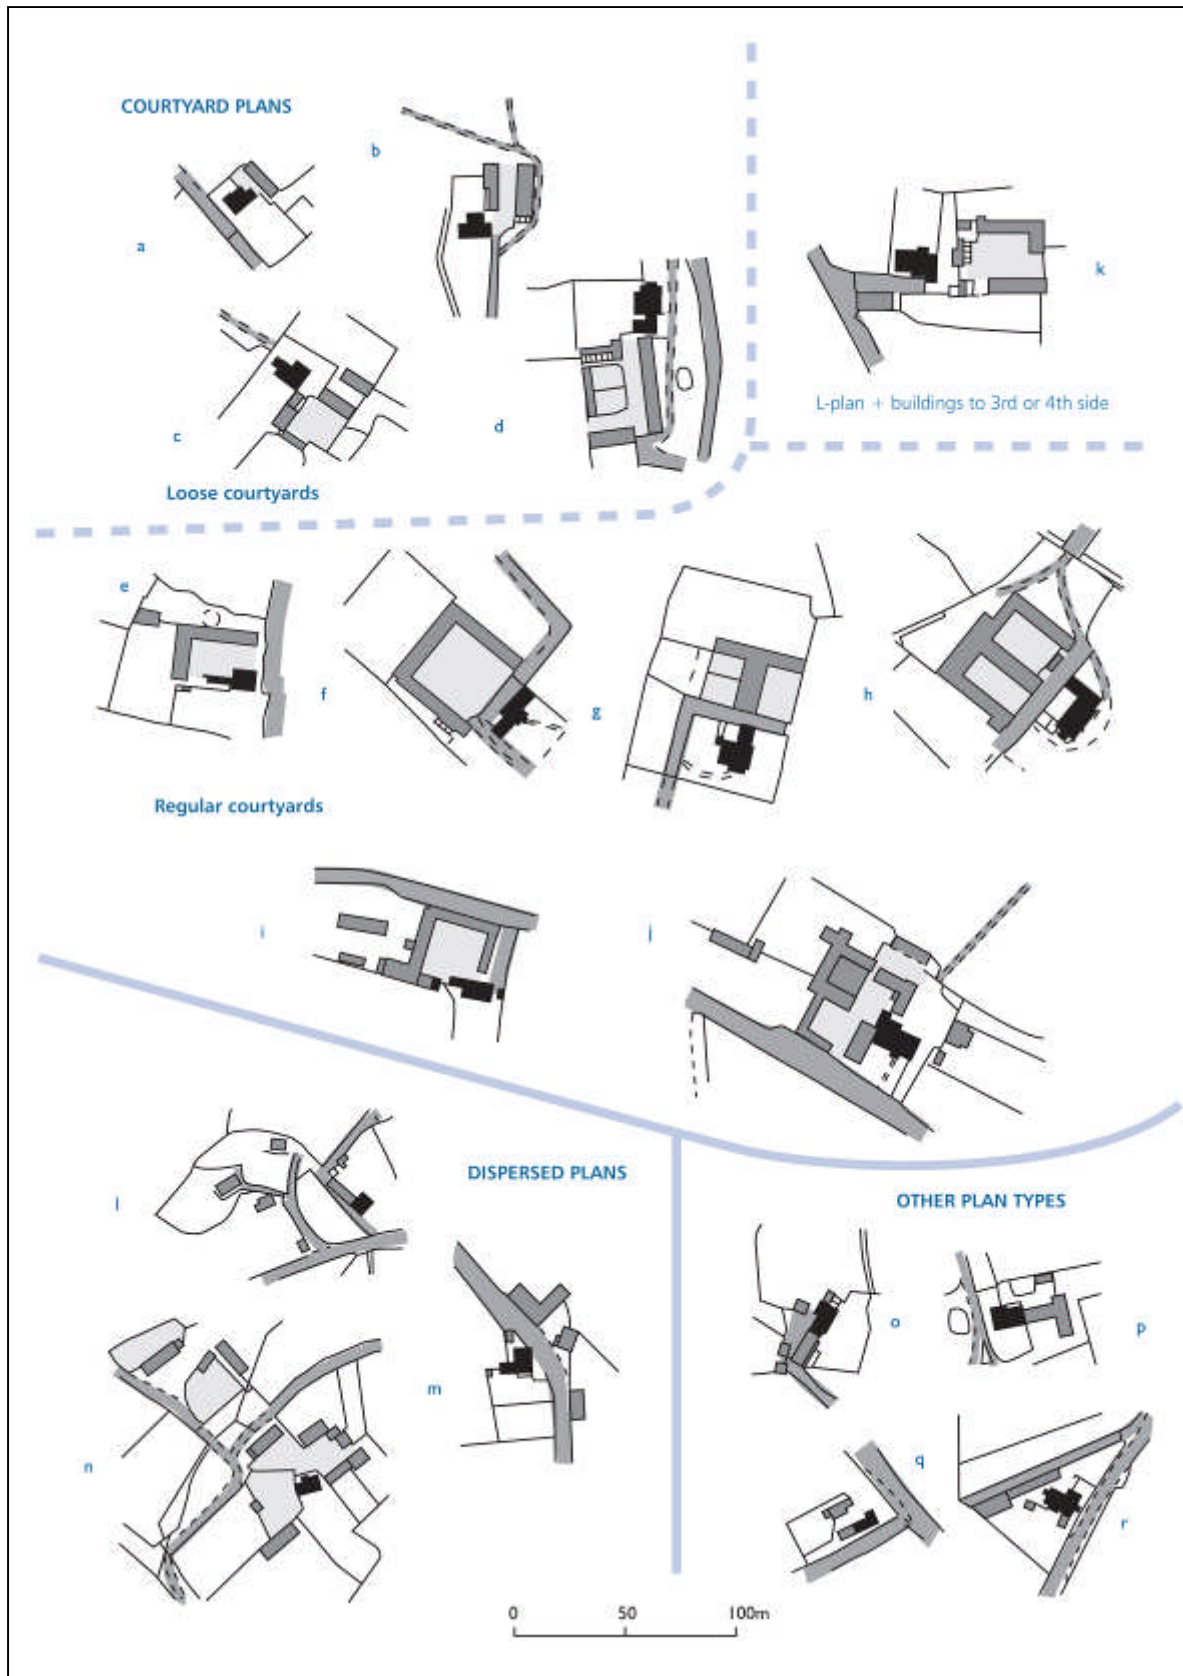 COURTYARD PLANS
a
b
c
d
k
L-plan + buildings to 3rd or 4th side
Loose courtyards
e
f
g
h
Regular courtyards
i
j
DISPERSED PLANS
l
m
n
OTHER PLAN TYPES
o
p
q
r
0 50 100m